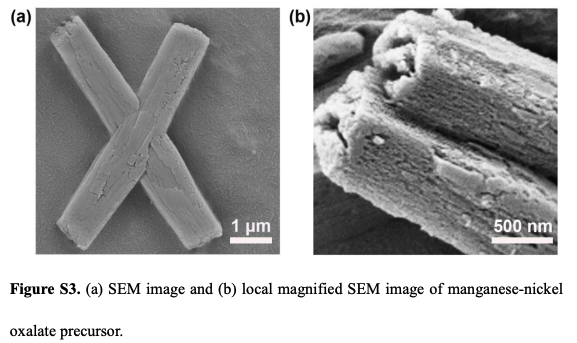 (a)
(b)
1 μm
500 nm
Figure S3. (a) SEM image and (b) local magnified SEM image of manganese-nickel
oxalate precursor.